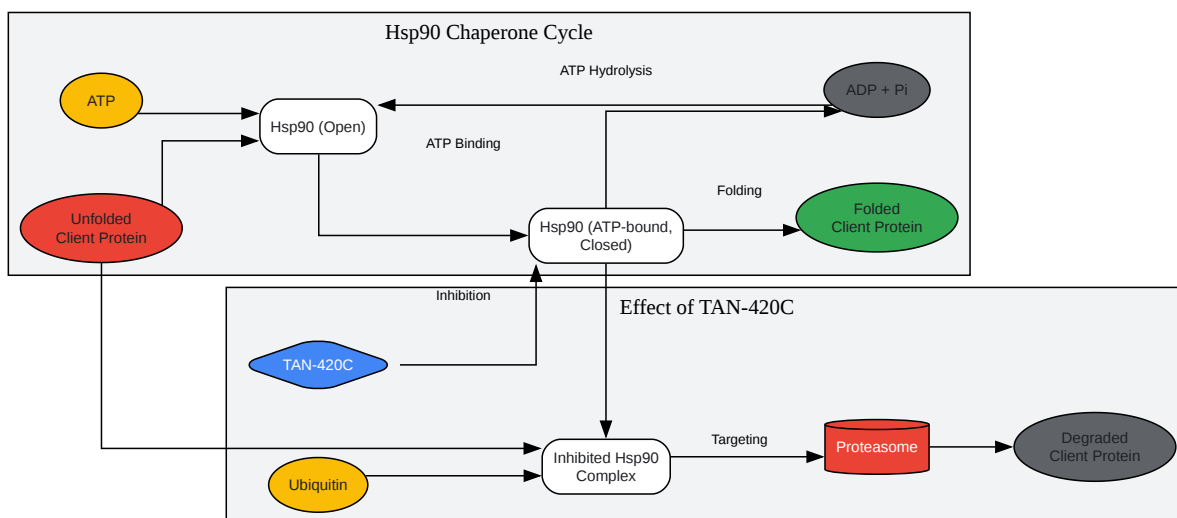 Hsp90 Chaperone Cycle
ATP Hydrolysis
ATP
ADP + Pi
Hsp90 (Open)
ATP Binding
Folding
Unfolded
Client Protein
Hsp90 (ATP-bound,
Closed)
Folded
Client Protein
Inhibition
Effect of TAN-420C
TAN-420C
Targeting
Proteasome
Degraded
Client Protein
Inhibited Hsp90
Complex
Ubiquitin